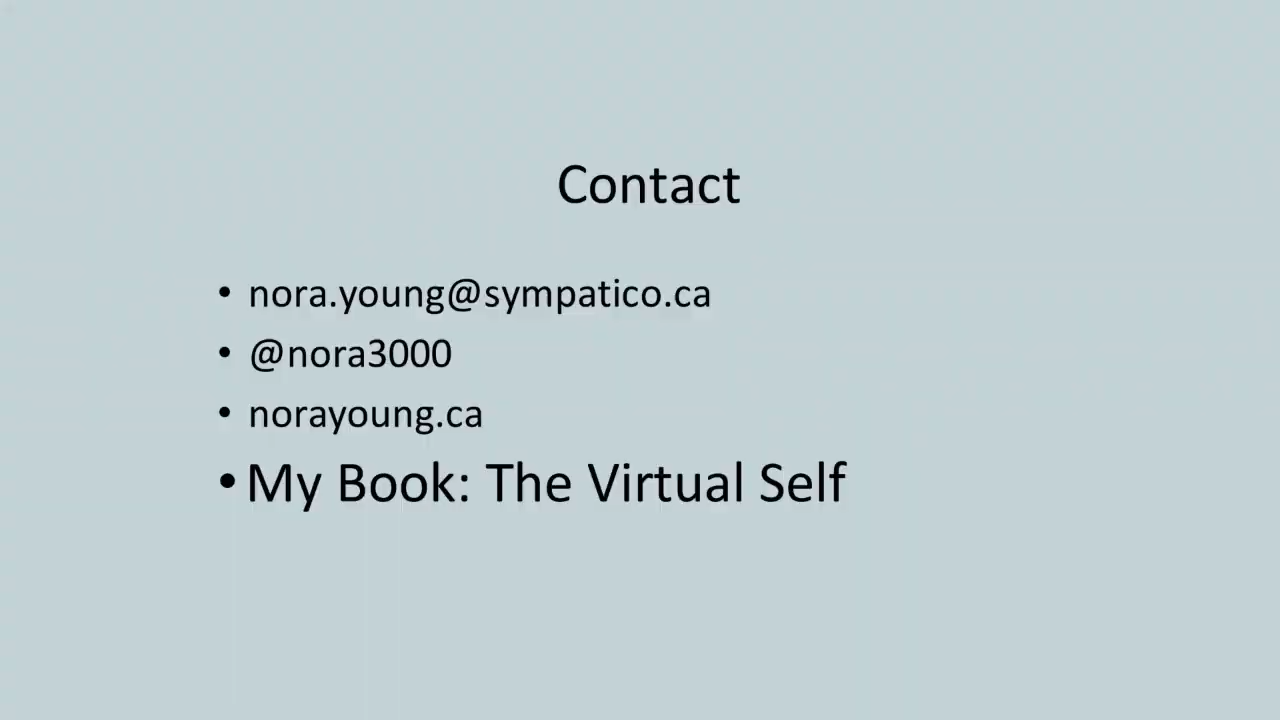 Contact
• nora.young@sympatico.ca
• @nora3000
• norayoung.ca
• My Book: The Virtual Self